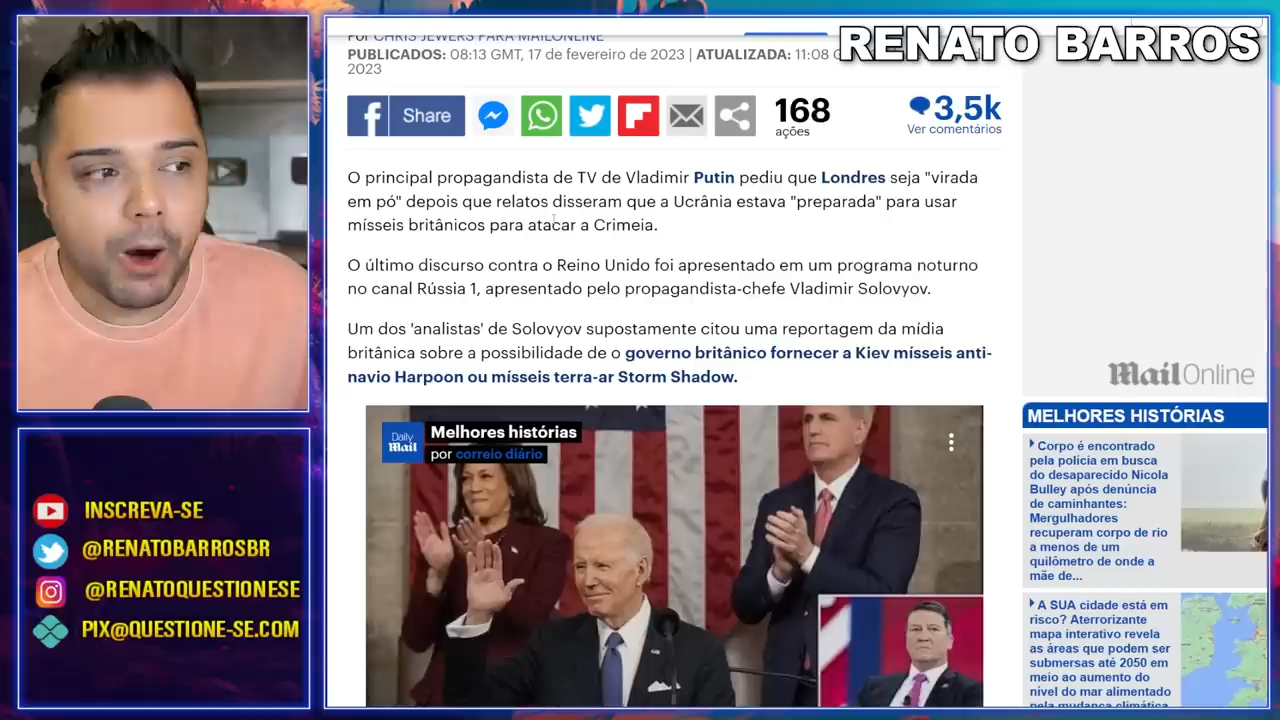 RENATO BARROS
Por CHRIS JEWERS PARA MAILONLINE
PUBLICADOS: 08:13 GMT, 17 de fevereiro de 2023 | ATUALIZADA: 11:08
2023
Share
168
ações
3,5k
Ver comentários
O principal propagandista de TV de Vladimir Putin pediu que Londres seja "virada
em pó" depois que relatos disseram que a Ucrânia estava "preparada" para usar
mísseis britânicos para atacar a Crimeia.
O último discurso contra o Reino Unido foi apresentado em um programa noturno
no canal Rússia 1, apresentado pelo propagandista-chefe Vladimir Solovyov.
Um dos 'analistas' de Solovyov supostamente citou uma reportagem da mídia
britânica sobre a possibilidade de o governo britânico fornecer a Kiev mísseis anti-
navio Harpoon ou mísseis terra-ar Storm Shadow.
Daily
Mail
Melhores histórias
por correio diário
MailOnline
MELHORES HISTÓRIAS
Corpo é encontrado
pela polícia em busca
do desaparecido Nicola
Bulley após denúncia
de caminhantes:
Mergulhadores
recuperam corpo de rio
a menos de um
quilômetro de onde a
mãe de...
A SUA cidade está em
risco? Aterrorizante
mapa interativo revela
as áreas que podem ser
submersas até 2050 em
meio ao aumento do
nível do mar alimentado
pela mudança climática
INSCREVA-SE
@RENATOBARROSBR
@RENATOQUESTIONESE
PIX@QUESTIONE-SE.COM